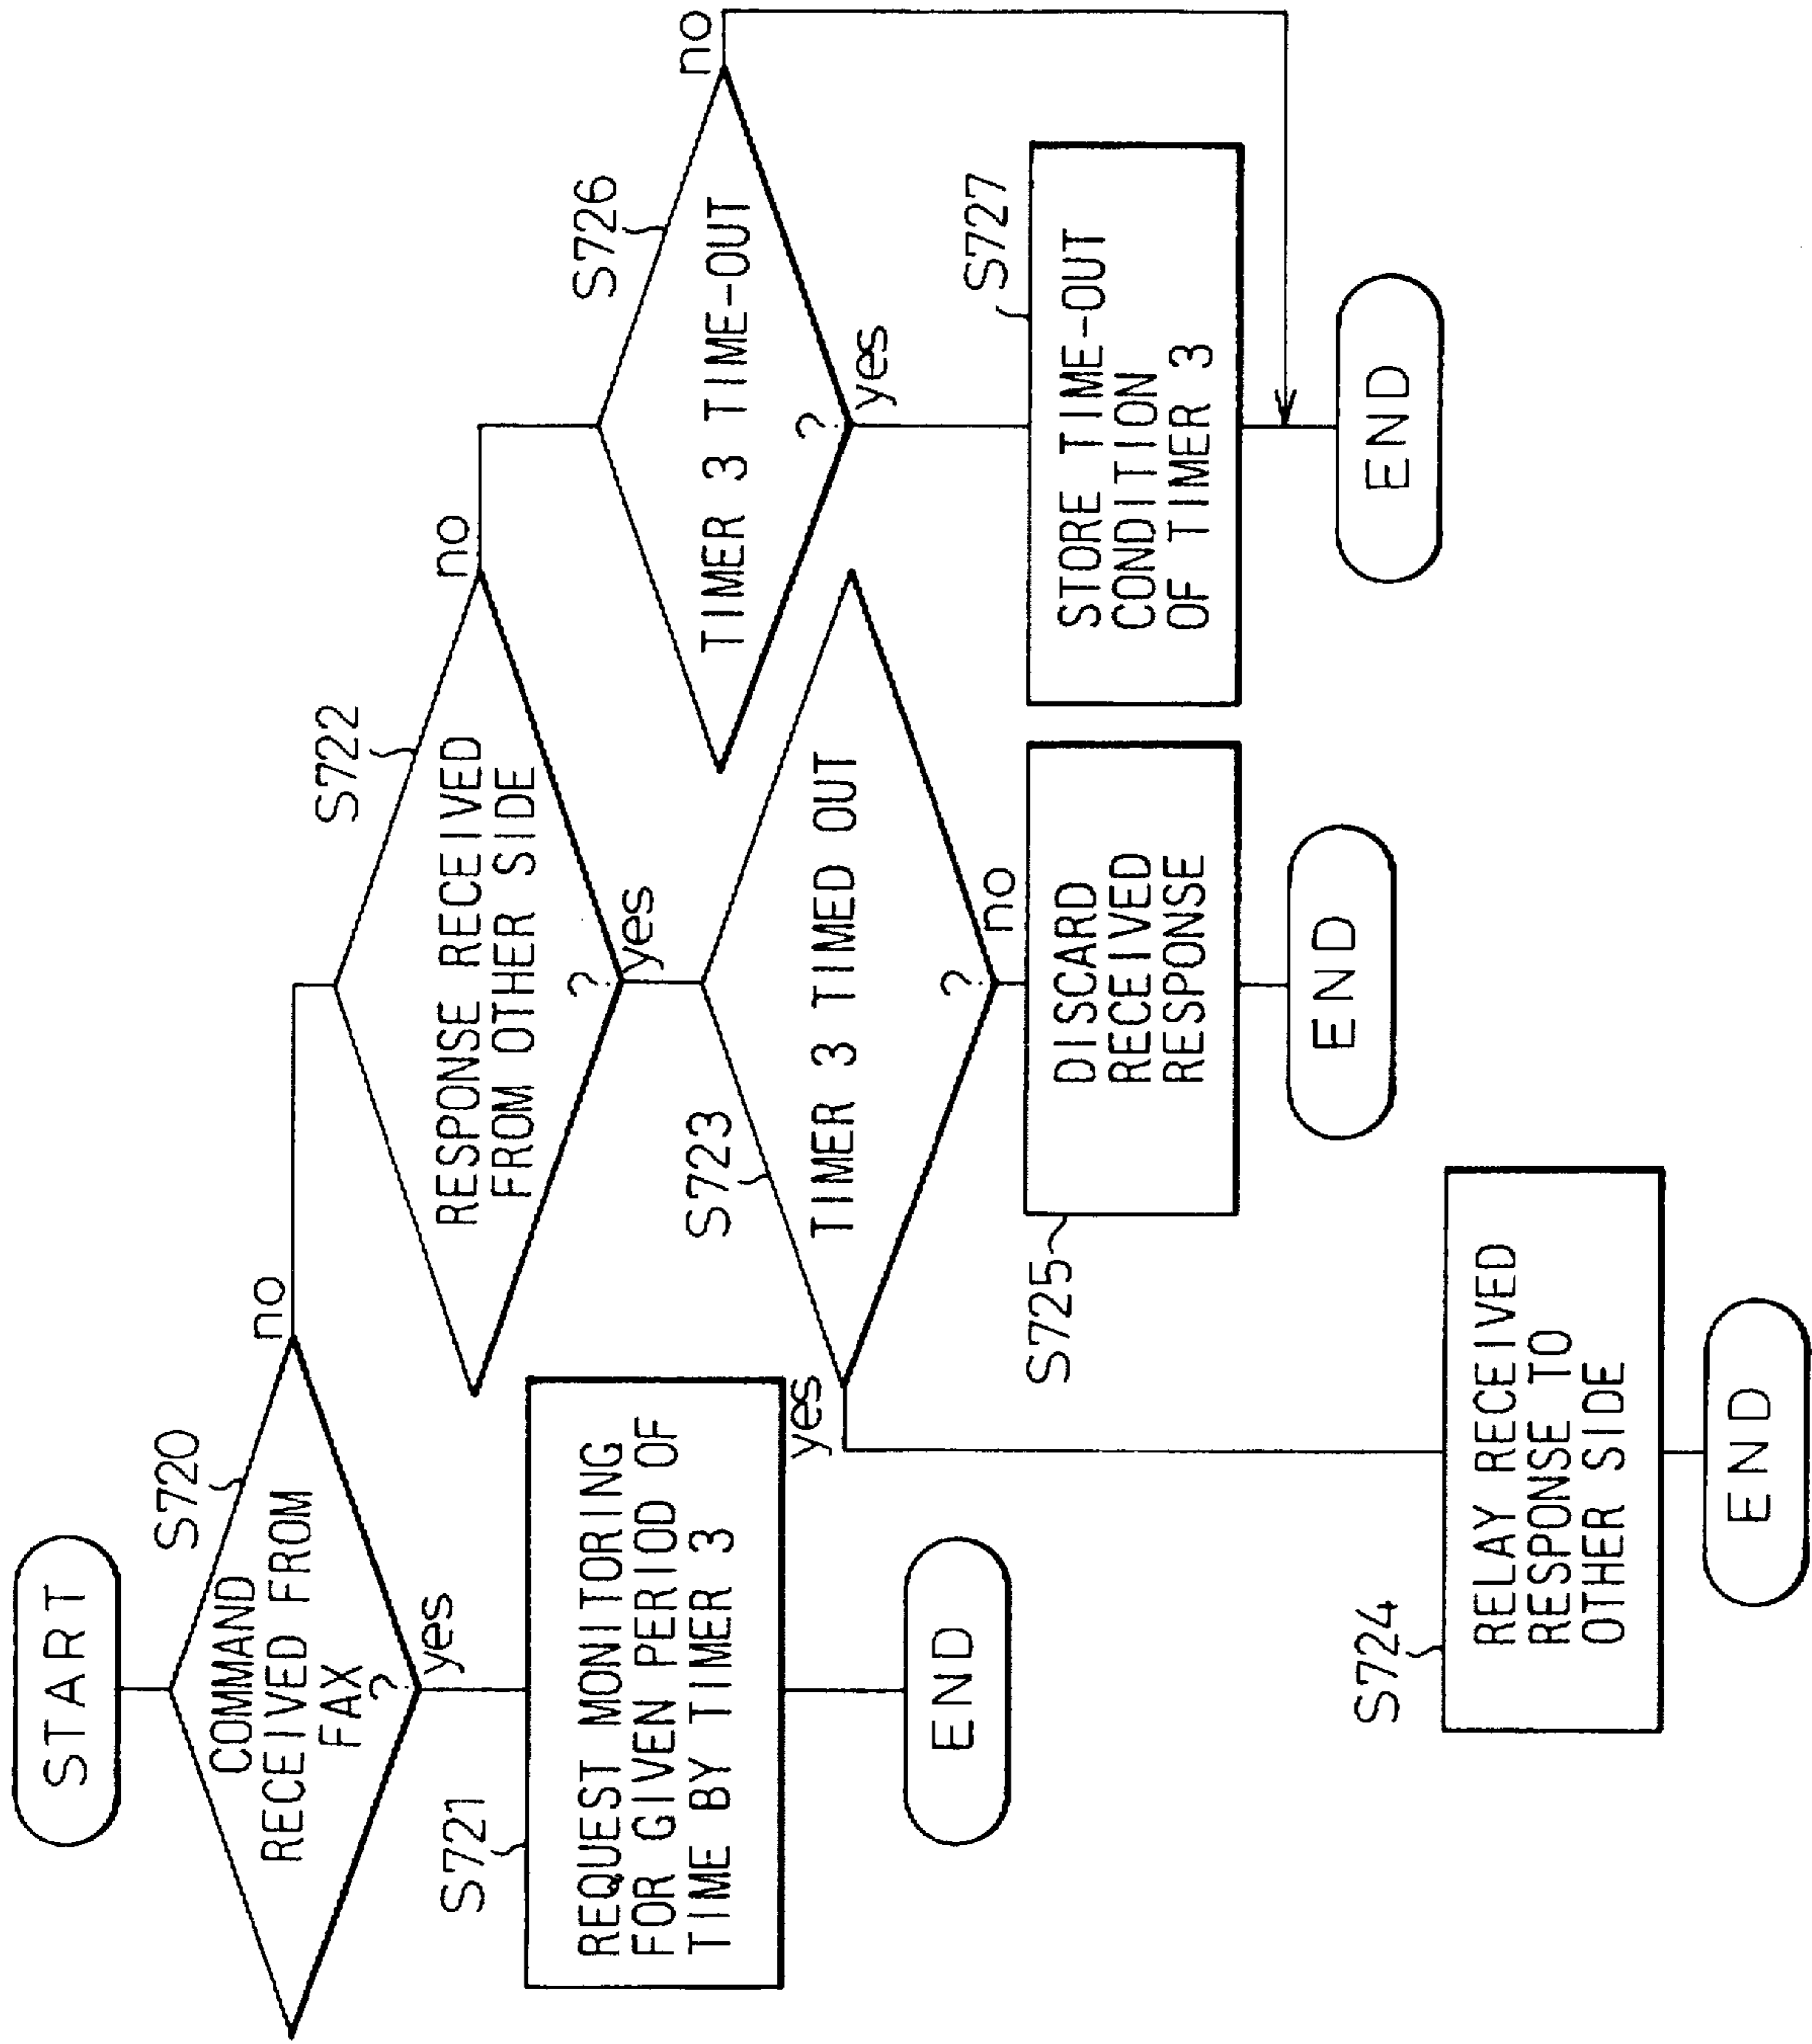 START
S720
COMMAND
RECEIVED FROM
FAX
?
no
yes
S721
REQUEST MONITORING
FOR GIVEN PERIOD OF
TIME BY TIMER 3
END
S722
RESPONSE RECEIVED
FROM OTHER SIDE
?
no
yes
S723
TIMER 3 TIMED OUT
?
yes
no
S724
RELAY RECEIVED
RESPONSE TO
OTHER SIDE
END
S725
DISCARD
RECEIVED
RESPONSE
END
S726
TIMER 3 TIME-OUT
?
no
yes
S727
STORE TIME-OUT
CONDITION
OF TIMER 3
END